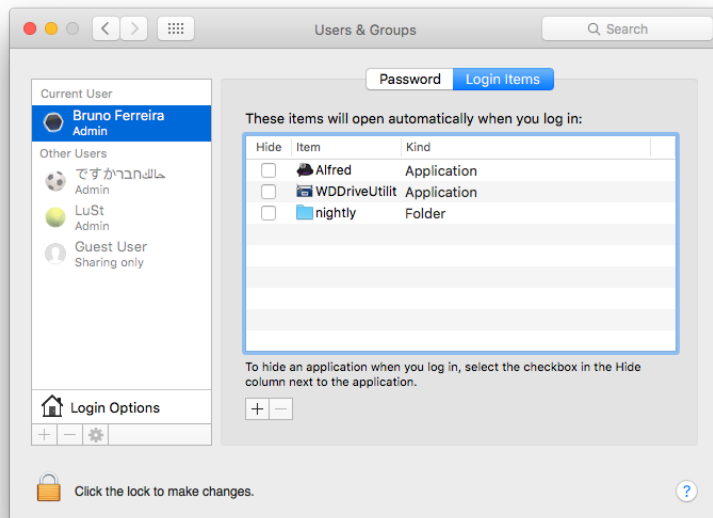 Users & Groups
Search
Password
Login Items
Current User
Bruno Ferreira
Admin
Other Users
Admin
LuSt
Admin
Guest User
Sharing only
Login Options
These items will open automatically when you log in:
Hide Item Kind
Alfred Application
WDDriveUtilit Application
nightly Folder
To hide an application when you log in, select the checkbox in the Hide
column next to the application.
+ −
+ −
Click the lock to make changes.
?